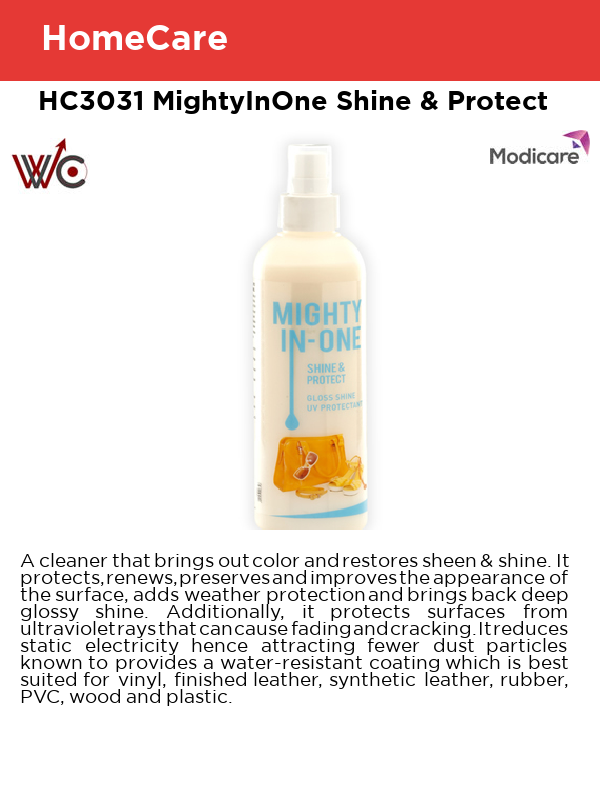 HomeCare
HC3031 MightyInOne Shine & Protect
WC
Modicare
MIGHTY
IN-ONE
SHINE &
PROTECT
GLOSS SHINE
UV PROTECTANT
A cleaner that brings out color and restores sheen & shine. It
protects, renews, preserves and improves the appearance of
the surface, adds weather protection and brings back deep
glossy shine. Additionally, it protects surfaces from
ultraviolet rays that can cause fading and cracking. It reduces
static electricity hence attracting fewer dust particles
known to provides a water-resistant coating which is best
suited for vinyl, finished leather, synthetic leather, rubber,
PVC, wood and plastic.